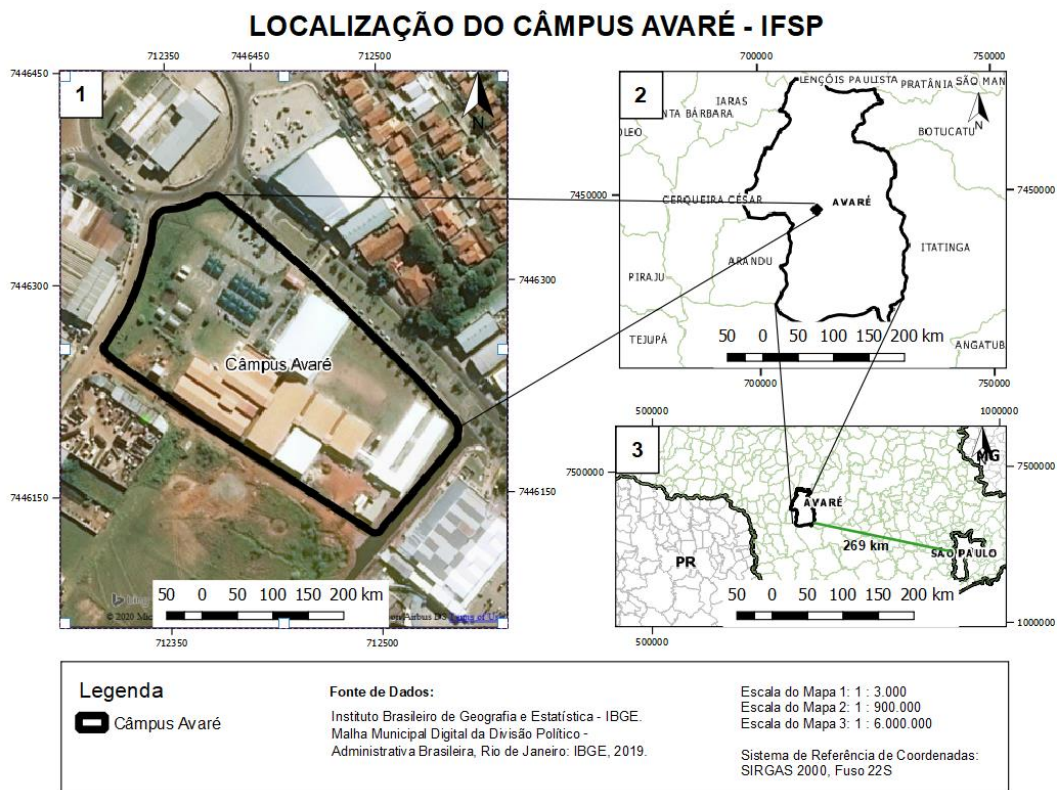 LOCALIZAÇÃO DO CÂMPUS AVARÉ - IFSP
712350
7446450
712500
7446450
1
N
7446300
7446300
Câmpus Avaré
7446150
7446150
50 0 50 100 150 200 km
© 2020
Airbus DS Terms of Us
712350
712500
700000
750000
2
LENÇÓIS PAULISTA
PRATÂNIA
SÃO MAN
IARAS
NTA BÁRBARA
N
OLEO
BOTUCATU
7450000
7450000
CERQUEIRA CÉSAR
AVARÉ
ITATINGA
ARANDU
PIRAJU
TEJUPÁ
50 0 50 100 150 200 km
ANGATUB
700000
750000
500000
1000000
3
MG
7500000
7500000
AVARÉ
269 km
SÃO PAULO
PR
50 0 50 100 150 200 km
500000
1000000
Legenda
Câmpus Avaré
Fonte de Dados:
Instituto Brasileiro de Geografia e Estatística - IBGE.
Malha Municipal Digital da Divisão Político -
Administrativa Brasileira, Rio de Janeiro: IBGE, 2019.
Escala do Mapa 1: 1 : 3.000
Escala do Mapa 2: 1 : 900.000
Escala do Mapa 3: 1 : 6.000.000
Sistema de Referência de Coordenadas:
SIRGAS 2000, Fuso 22S